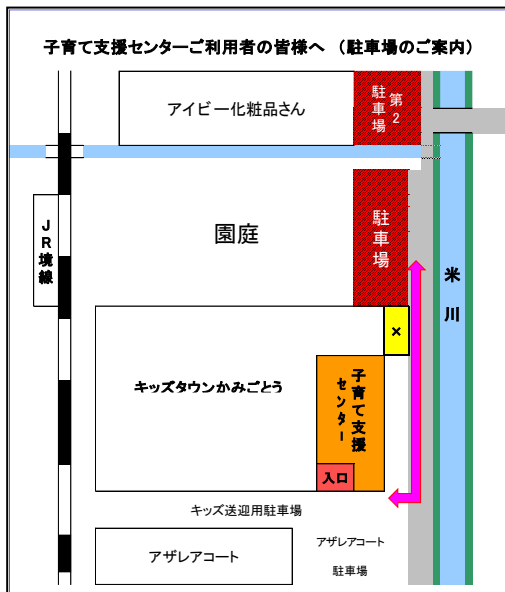 子育て支援センターご利用者の皆様へ （駐車場のご案内）
アイビー化粧品さん
第2
駐車場
園庭
駐車場
JR境線
米川
×
キッズタウンかみごとう
子育て支援
センター
入口
キッズ送迎用駐車場
アザレアコート
アザレアコート
駐車場